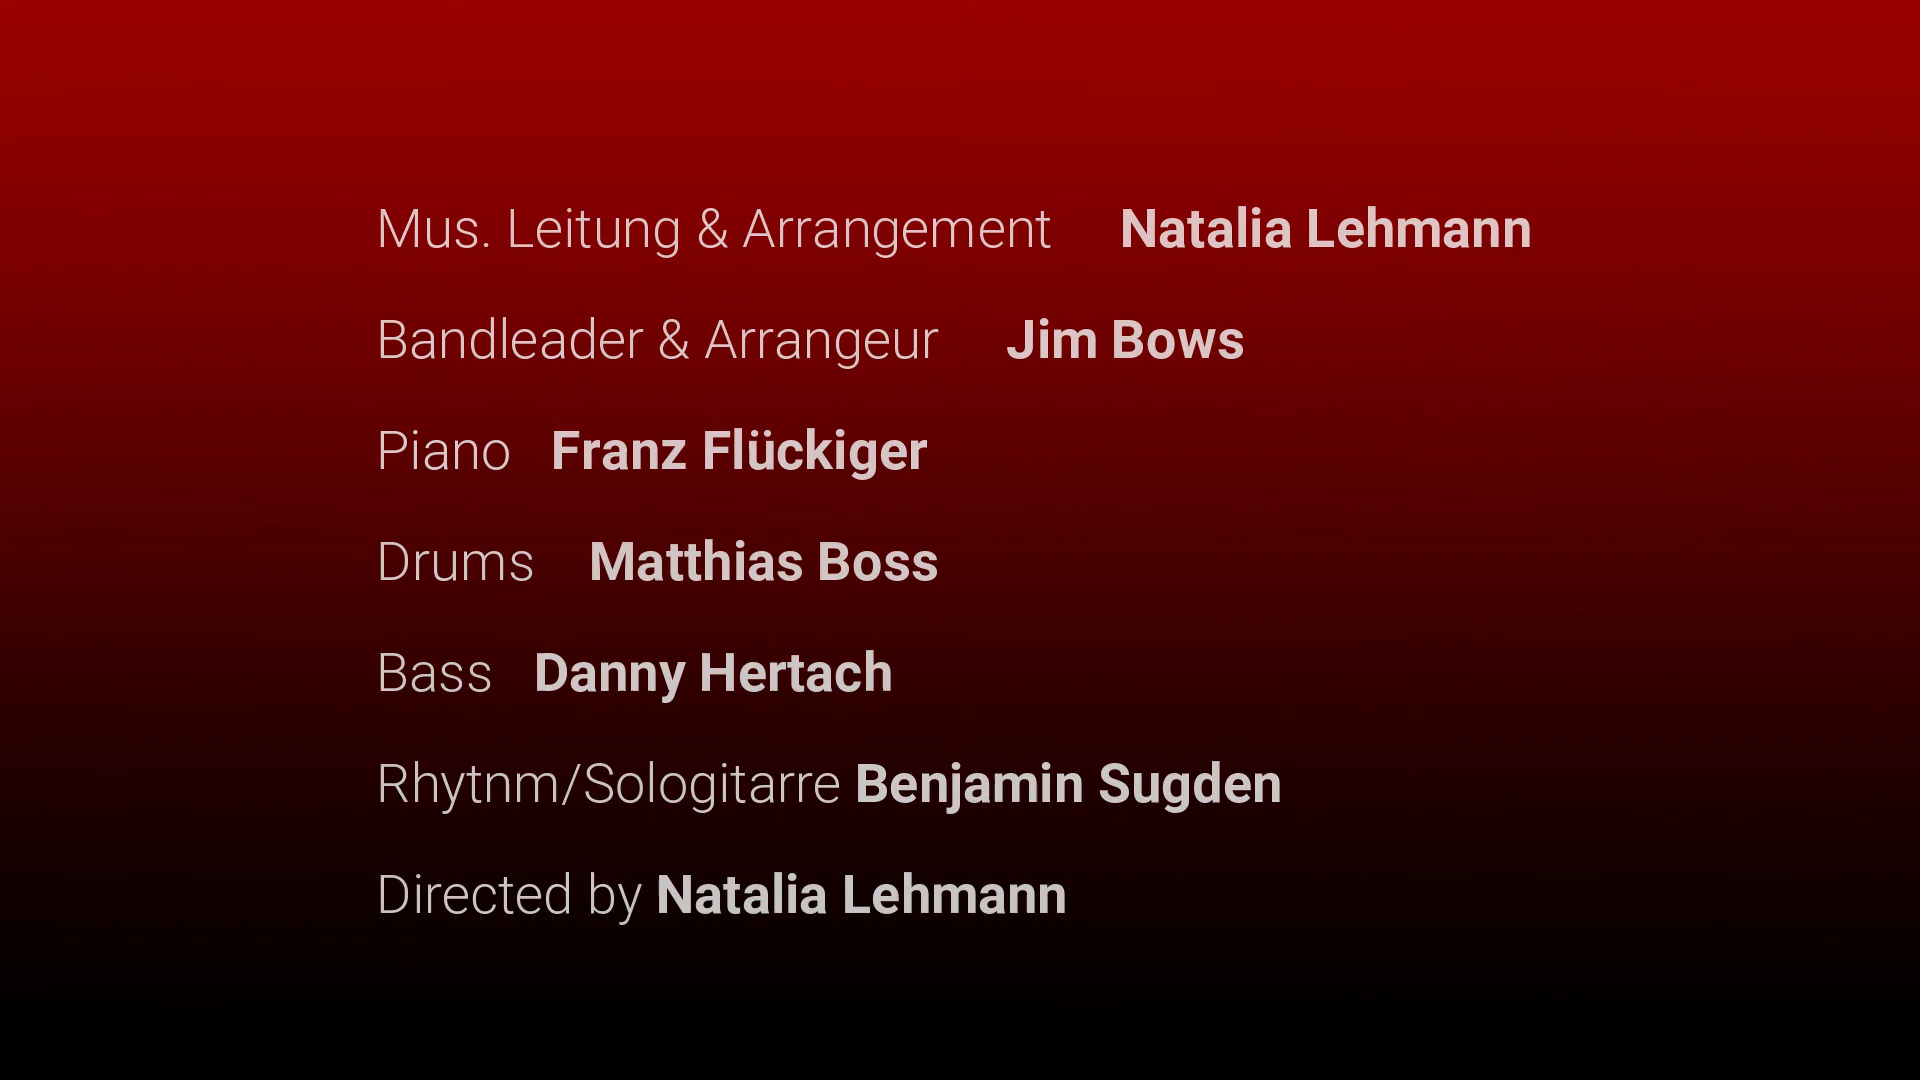 Mus. Leitung & Arrangement Natalia Lehmann
Bandleader & Arrangeur Jim Bows
Piano Franz Flückiger
Drums Matthias Boss
Bass Danny Hertach
Rhytnm/Sologitarre Benjamin Sugden
Directed by Natalia Lehmann